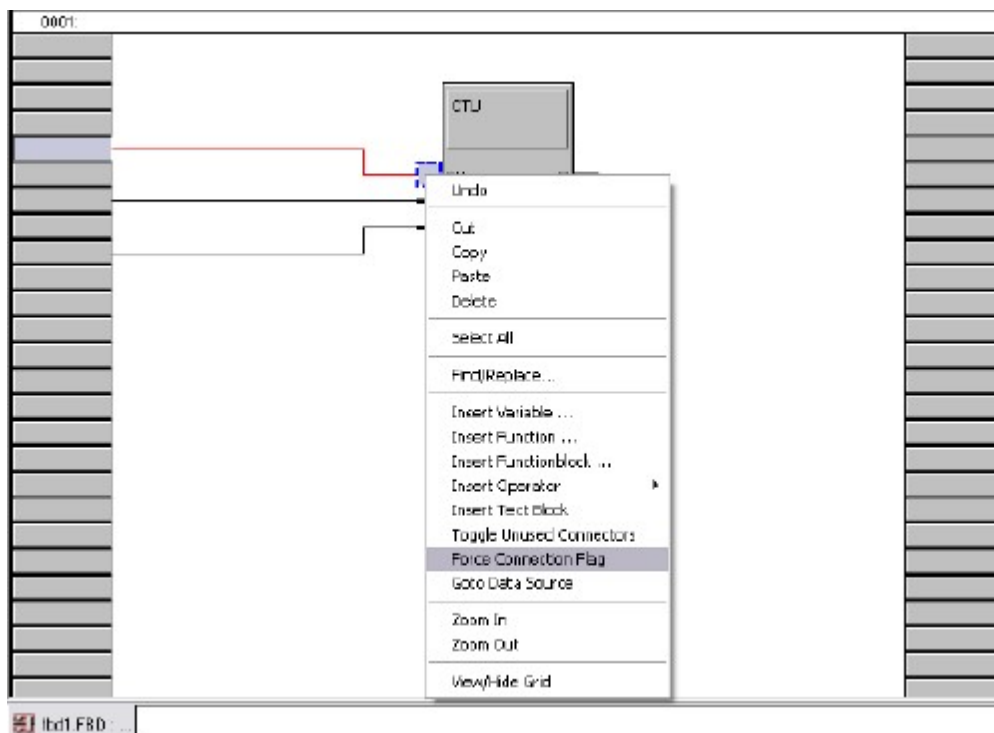 0001:
CTU
Undo
Cut
Copy
Paste
Delete
Select All
Find/Replace...
Insert Variable ...
Insert Function ...
Insert Functionblock ...
Insert Operator
Insert Text Block
Toggle Unused Connectors
Force Connection Flag
Goto Data Source
Zoom In
Zoom Out
View/Hide Grid
fbd1.FBD : ...